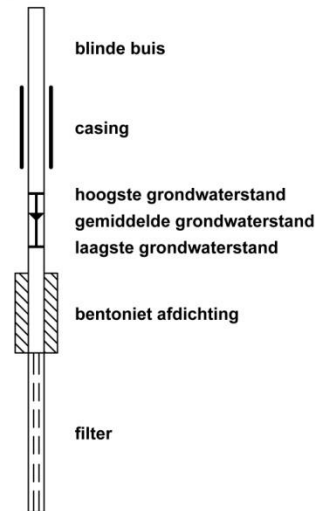 blinde buis
casing
hoogste grondwaterstand
gemiddelde grondwaterstand
laagste grondwaterstand
bentoniet afdichting
filter